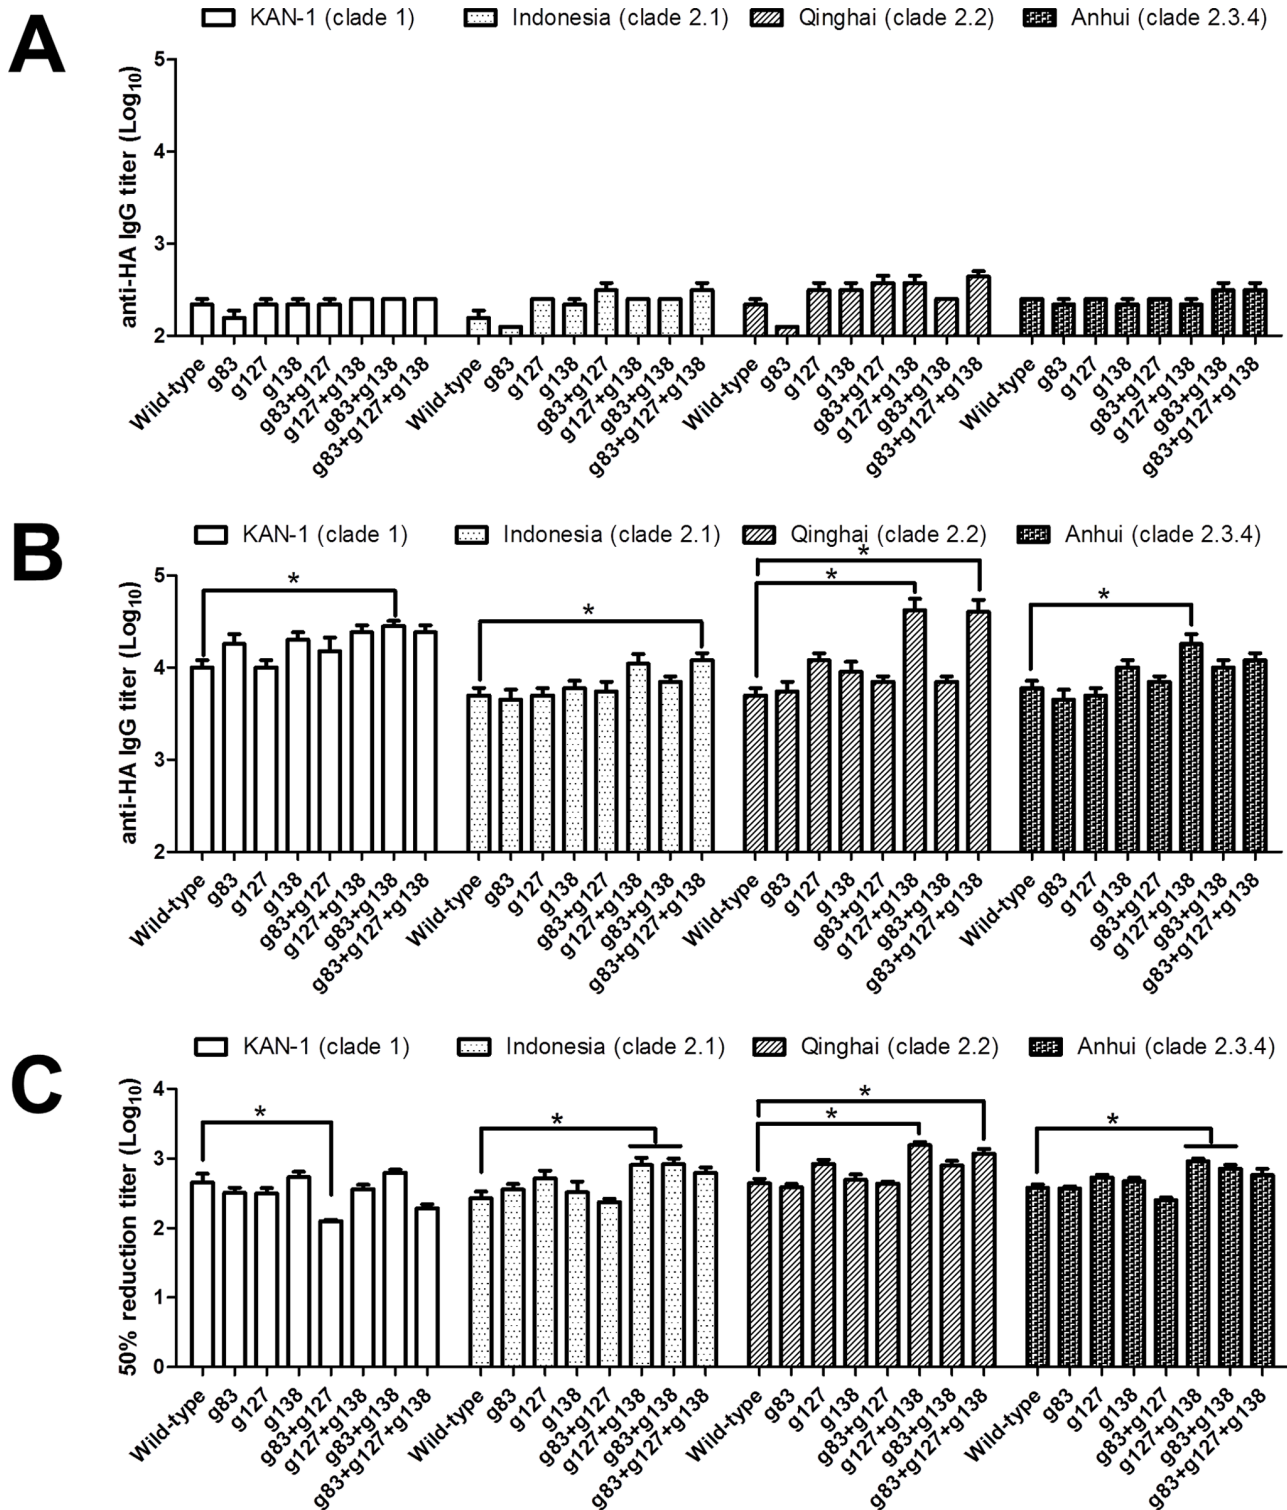 A
KAN-1 (clade 1) Indonesia (clade 2.1) Qinghai (clade 2.2) Anhui (clade 2.3.4)
anti-HA IgG titer (Log10)
5
4
3
2
Wild-type g83 g127 g138 g83+g127 g127+g138 g83+g138 g83+g127+g138
Wild-type g83 g127 g138 g83+g127 g127+g138 g83+g138 g83+g127+g138
Wild-type g83 g127 g138 g83+g127 g127+g138 g83+g138 g83+g127+g138
Wild-type g83 g127 g138 g83+g127 g127+g138 g83+g138 g83+g127+g138
B
KAN-1 (clade 1) Indonesia (clade 2.1) Qinghai (clade 2.2) Anhui (clade 2.3.4)
anti-HA IgG titer (Log10)
5
4
3
2
* * * * *
Wild-type g83 g127 g138 g83+g127 g127+g138 g83+g138 g83+g127+g138
Wild-type g83 g127 g138 g83+g127 g127+g138 g83+g138 g83+g127+g138
Wild-type g83 g127 g138 g83+g127 g127+g138 g83+g138 g83+g127+g138
Wild-type g83 g127 g138 g83+g127 g127+g138 g83+g138 g83+g127+g138
C
KAN-1 (clade 1) Indonesia (clade 2.1) Qinghai (clade 2.2) Anhui (clade 2.3.4)
50% reduction titer (Log10)
4
3
2
1
0
* * * * *
Wild-type g83 g127 g138 g83+g127 g127+g138 g83+g138 g83+g127+g138
Wild-type g83 g127 g138 g83+g127 g127+g138 g83+g138 g83+g127+g138
Wild-type g83 g127 g138 g83+g127 g127+g138 g83+g138 g83+g127+g138
Wild-type g83 g127 g138 g83+g127 g127+g138 g83+g138 g83+g127+g138